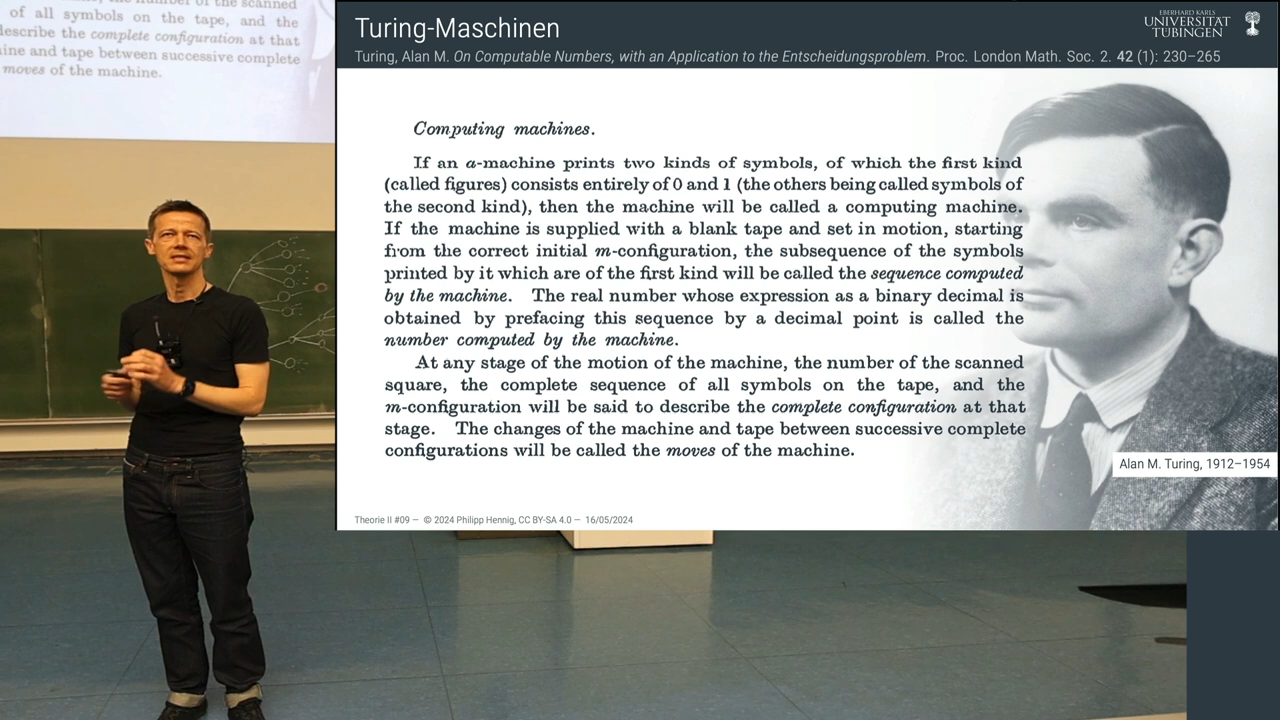 of all symbols on the tape, and the
describe the complete configuration at that
ine and tape between successive complete
moves of the machine.
Turing-Maschinen
EBERHARD KARLS
UNIVERSITÄT
TÜBINGEN
Turing, Alan M. On Computable Numbers, with an Application to the Entscheidungsproblem. Proc. London Math. Soc. 2. 42 (1): 230–265
Computing machines.
If an a-machine prints two kinds of symbols, of which the first kind
(called figures) consists entirely of 0 and 1 (the others being called symbols of
the second kind), then the machine will be called a computing machine.
If the machine is supplied with a blank tape and set in motion, starting
from the correct initial m-configuration, the subsequence of the symbols
printed by it which are of the first kind will be called the sequence computed
by the machine. The real number whose expression as a binary decimal is
obtained by prefacing this sequence by a decimal point is called the
number computed by the machine.
At any stage of the motion of the machine, the number of the scanned
square, the complete sequence of all symbols on the tape, and the
m-configuration will be said to describe the complete configuration at that
stage. The changes of the machine and tape between successive complete
configurations will be called the moves of the machine.
Alan M. Turing, 1912–1954
Theorie II #09 — © 2024 Philipp Hennig, CC BY-SA 4.0 — 16/05/2024